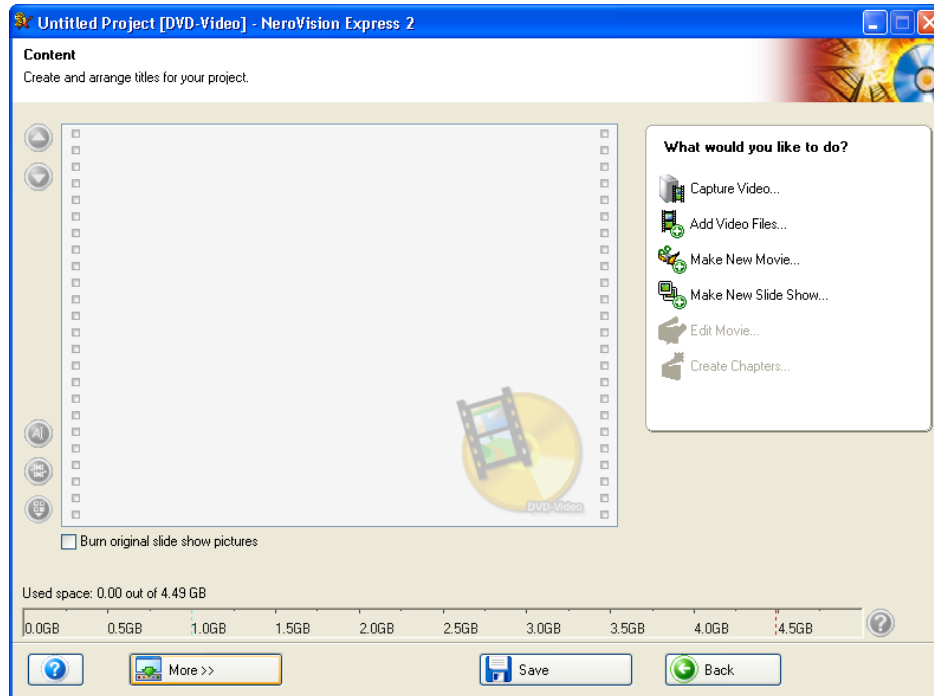 Untitled Project [DVD-Video] - NeroVision Express 2
Content
Create and arrange titles for your project.
What would you like to do?
Capture Video...
Add Video Files...
Make New Movie...
Make New Slide Show...
Edit Movie...
Create Chapters...
A
DVD-Video
Burn original slide show pictures
Used space: 0.00 out of 4.49 GB
0.0GB 0.5GB 1.0GB 1.5GB 2.0GB 2.5GB 3.0GB 3.5GB 4.0GB 4.5GB
? More >> Save Back